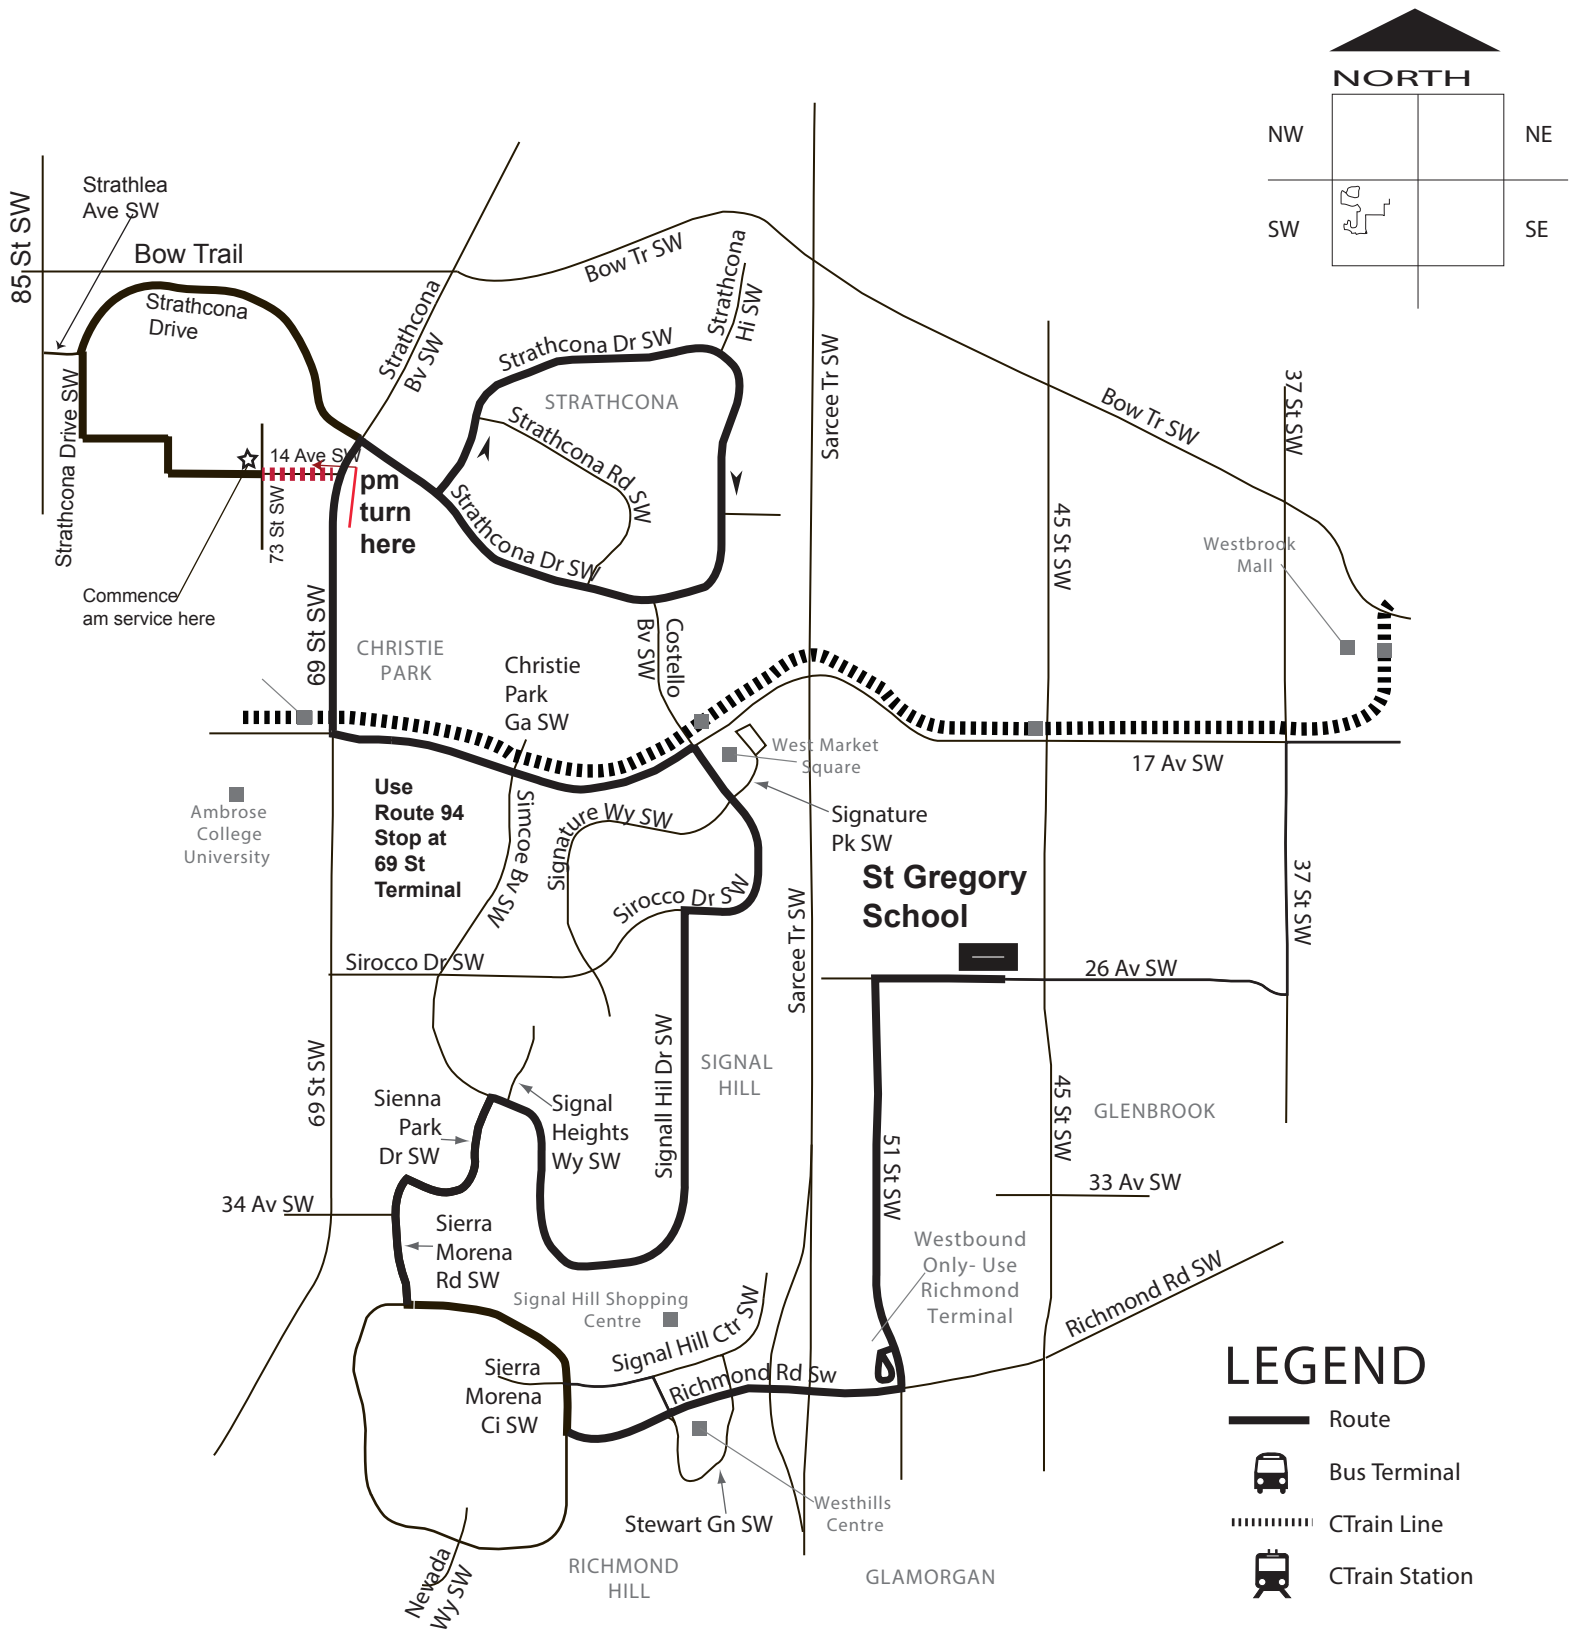 NORTH
NW
NE
SW
SE
Strathlea
Ave SW
85 St SW
Bow Trail
Strathcona
Drive
Strathcona
Bv SW
Bow Tr SW
Strathcona
Hi SW
Strathcona Dr SW
STRATHCONA
Strathcona Rd SW
Strathcona Dr SW
Sarcee Tr SW
Bow Tr SW
37 St SW
Strathcona Drive SW
14 Ave SW
73 St SW
pm
turn
here
Commence
am service here
69 St SW
45 St SW
Westbrook
Mall
CHRISTIE
PARK
Christie
Park
Ga SW
Costello
Bv SW
West Market
Square
17 Av SW
Use
Route 94
Stop at
69 St
Terminal
Ambrose
College
University
Simcoe Bv SW
Signature Wy SW
Signature
Pk SW
St Gregory
School
37 St SW
Sirocco Dr SW
Sirocco Dr SW
Sarcee Tr SW
26 Av SW
69 St SW
Signall Hil Dr SW
SIGNAL
HILL
Sienna
Park
Dr SW
Signal
Heights
Wy SW
51 St SW
45 St SW
GLENBROOK
33 Av SW
34 Av SW
Sierra
Morena
Rd SW
Westbound
Only- Use
Richmond
Terminal
Richmond Rd SW
Signal Hill Shopping
Centre
Signal Hill Ctr SW
Sierra
Morena
Ci SW
Richmond Rd Sw
Stewart Gn SW
Westhills
Centre
Nevada
Wy SW
RICHMOND
HILL
GLAMORGAN
LEGEND
Route
Bus Terminal
CTrain Line
CTrain Station